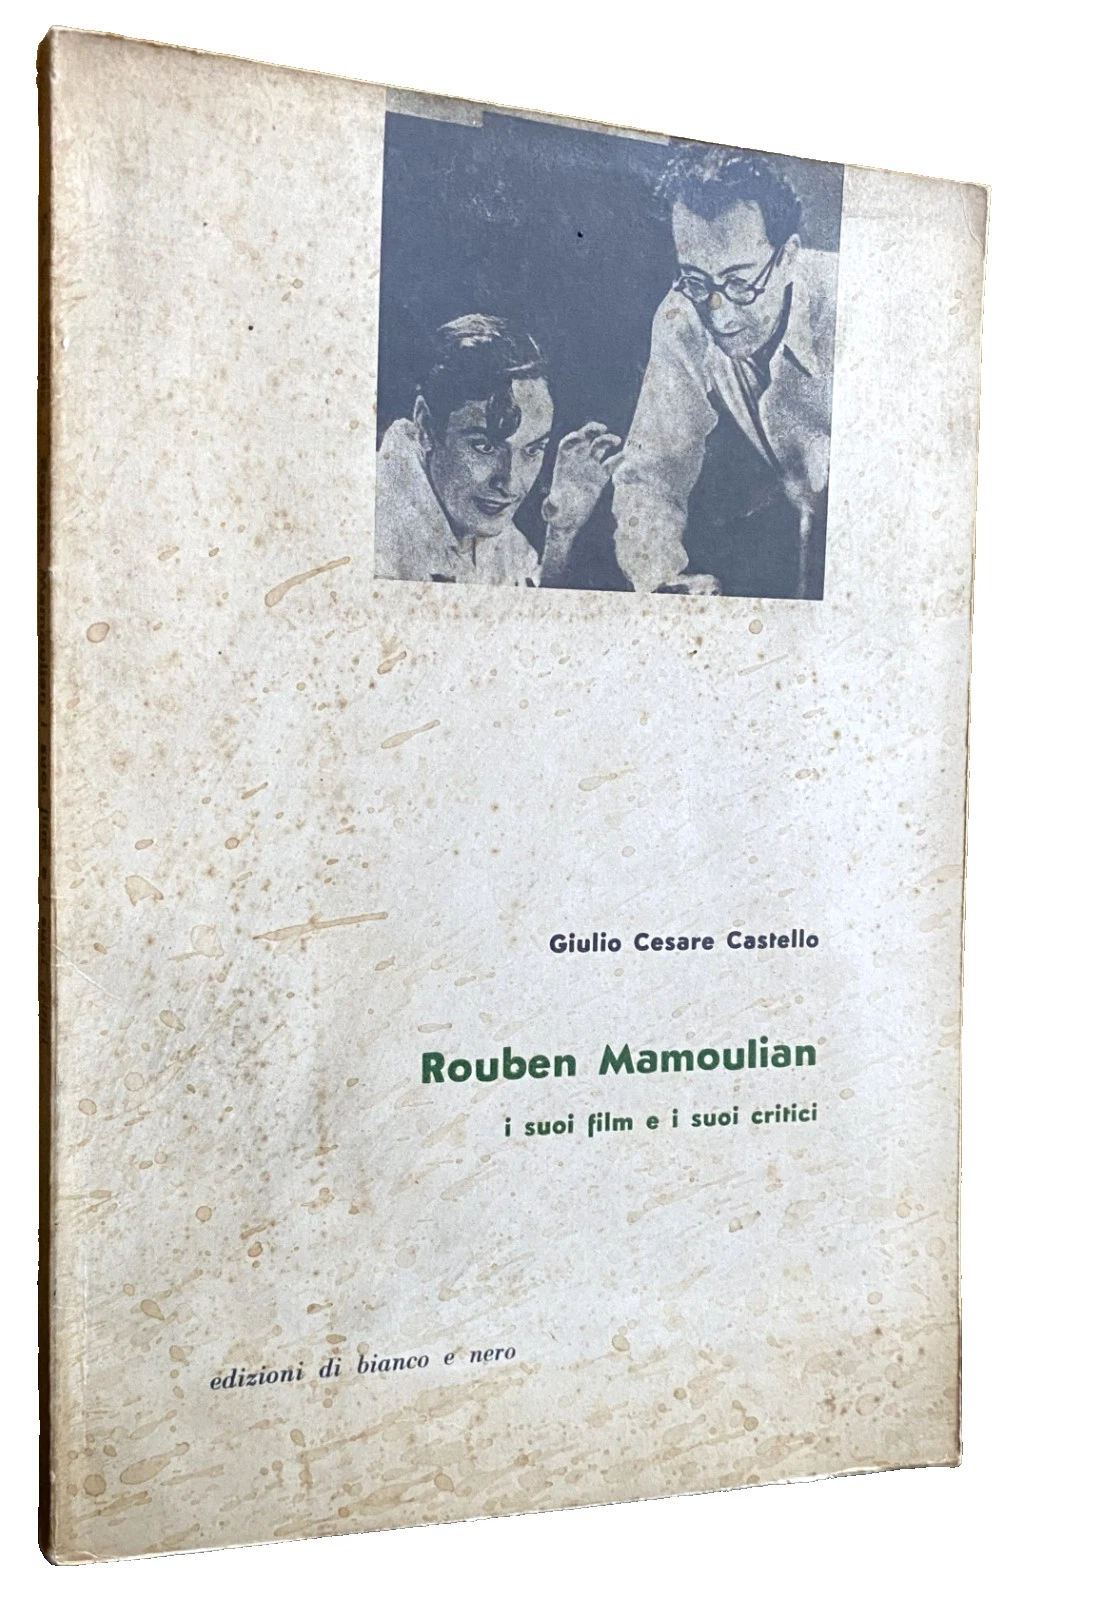 Giulio Cesare Castello
Rouben Mamoulian
i suoi film e i suoi critici
edizioni di bianco e nero